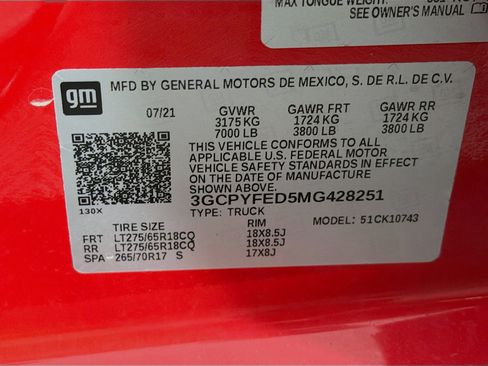 MAX TONGUE WEIGHT:
SEE OWNER'S MANUAL
gm
MFD BY GENERAL MOTORS DE MEXICO, S. DE R.L. DE C.V.
07/21 GVWR GAWR FRT GAWR RR
3175 KG 1724 KG 1724 KG
7000 LB 3800 LB 3800 LB
THIS VEHICLE CONFORMS TO ALL
APPLICABLE U.S. FEDERAL MOTOR
VEHICLE SAFETY STANDARDS IN EFFECT
ON THE DATE OF MANUFACTURE
SHOWN ABOVE.
3GCPYFED5MG428251
130X TYPE: TRUCK MODEL: 51CK10743
TIRE SIZE RIM
FRT LT275/65R18CQ 18X8.5J
RR LT275/65R18CQ 18X8.5J
SPA 265/70R17 S 17X8J